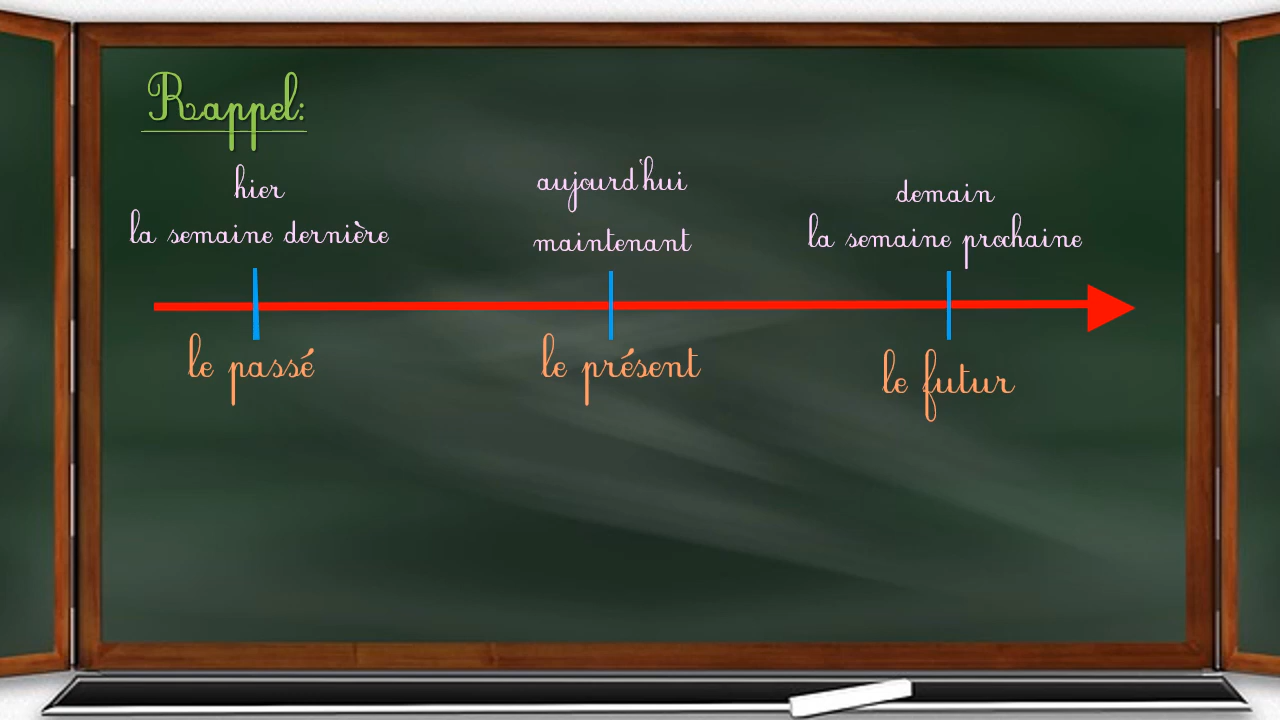 Rappel:
hier
la semaine dernière
aujourd'hui
maintenant
demain
la semaine prochaine
le passé
le présent
le futur